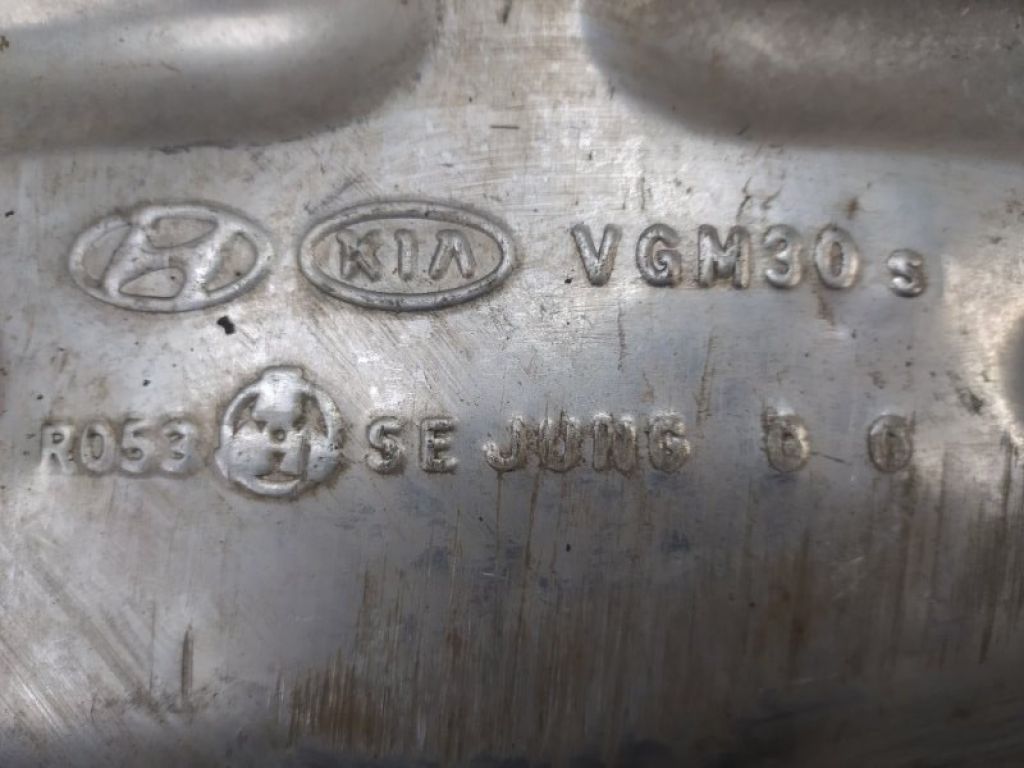 KIA VGM30 S
R053 SE JUNG